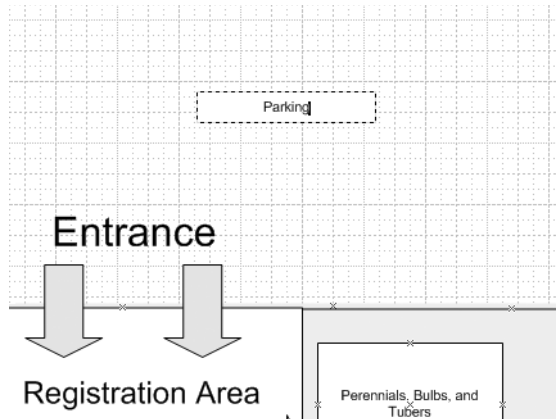 Parking
Entrance
Registration Area
Perennials, Bulbs, and
Tubers